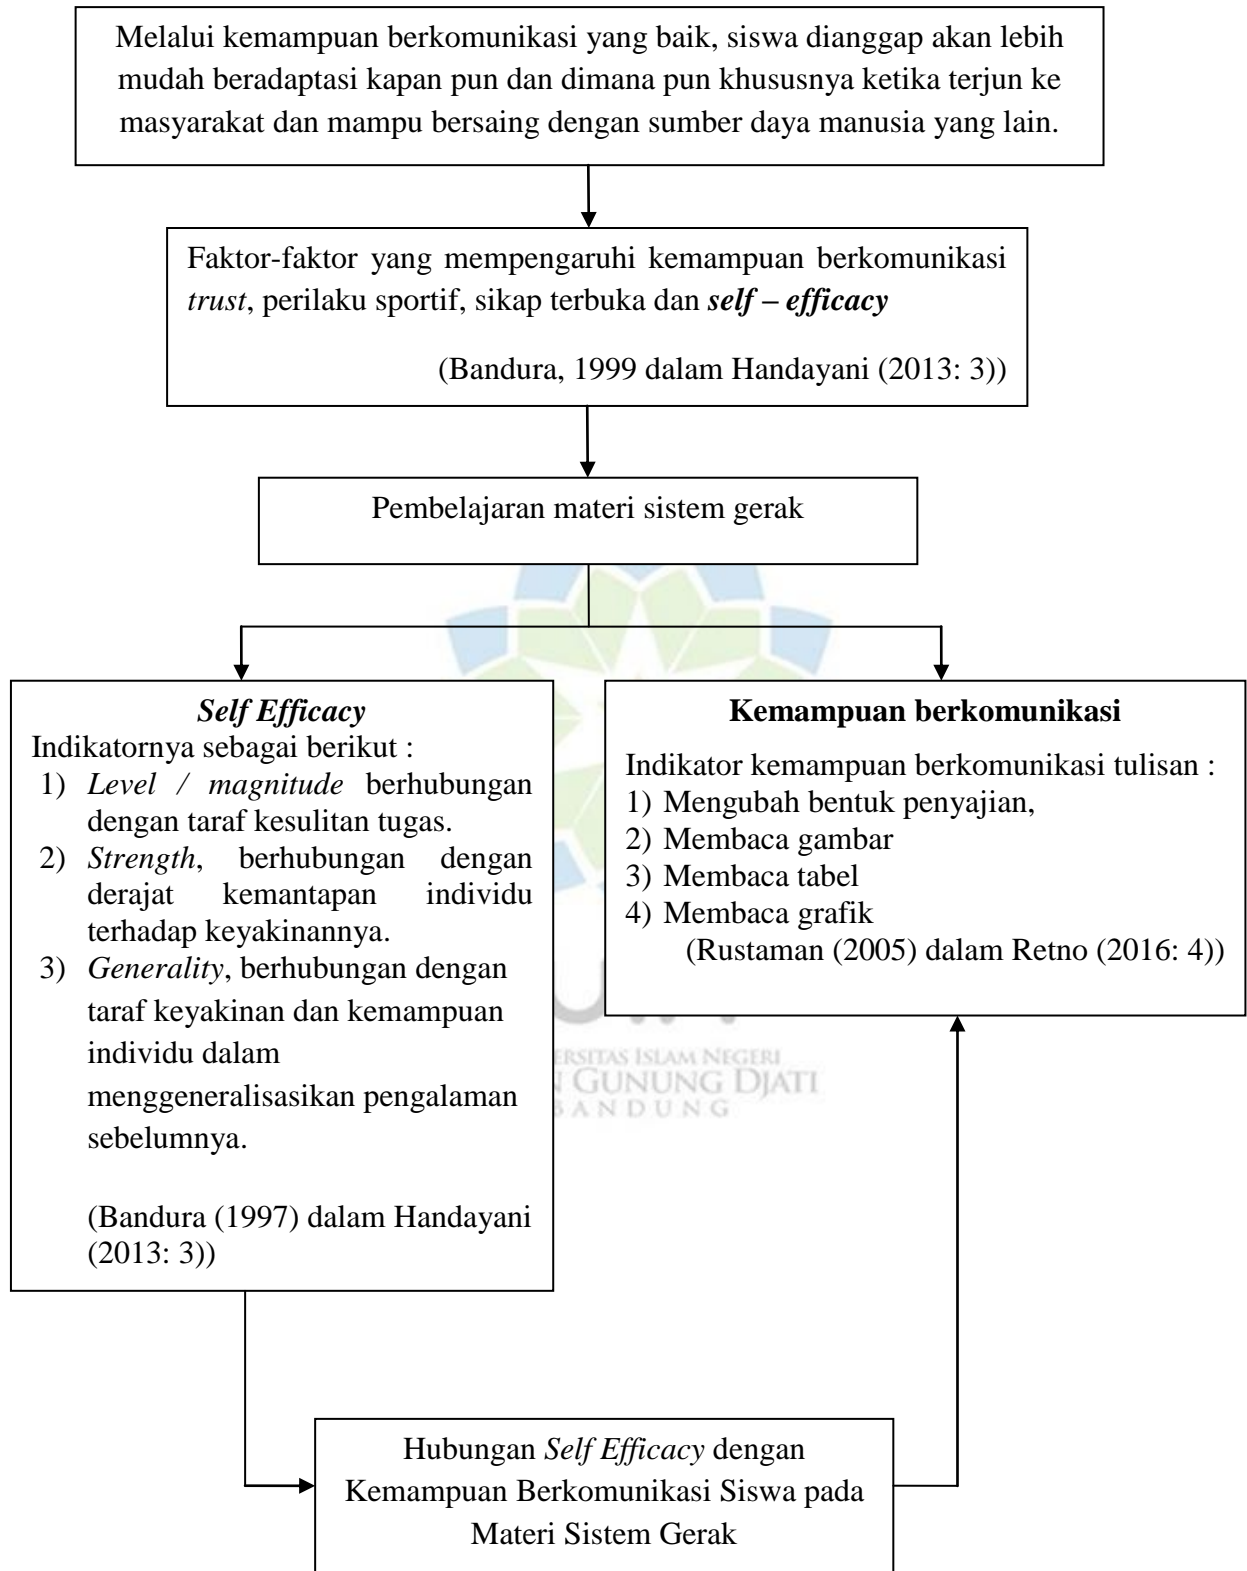 Melalui kemampuan berkomunikasi yang baik, siswa dianggap akan lebih
mudah beradaptasi kapan pun dan dimana pun khususnya ketika terjun ke
masyarakat dan mampu bersaing dengan sumber daya manusia yang lain.
Faktor-faktor yang mempengaruhi kemampuan berkomunikasi
trust, perilaku sportif, sikap terbuka dan self – efficacy
(Bandura, 1999 dalam Handayani (2013: 3))
Pembelajaran materi sistem gerak
Self Efficacy
Indikatornya sebagai berikut :
1) Level / magnitude berhubungan
dengan taraf kesulitan tugas.
2) Strength, berhubungan dengan
derajat kemantapan individu
terhadap keyakinannya.
3) Generality, berhubungan dengan
taraf keyakinan dan kemampuan
individu dalam
menggeneralisasikan pengalaman
sebelumnya.
(Bandura (1997) dalam Handayani
(2013: 3))
Kemampuan berkomunikasi
Indikator kemampuan berkomunikasi tulisan :
1) Mengubah bentuk penyajian,
2) Membaca gambar
3) Membaca tabel
4) Membaca grafik
(Rustaman (2005) dalam Retno (2016: 4))
ISLAM NEGERI
GUNUNG DJATI
BANDUNG
Hubungan Self Efficacy dengan
Kemampuan Berkomunikasi Siswa pada
Materi Sistem Gerak